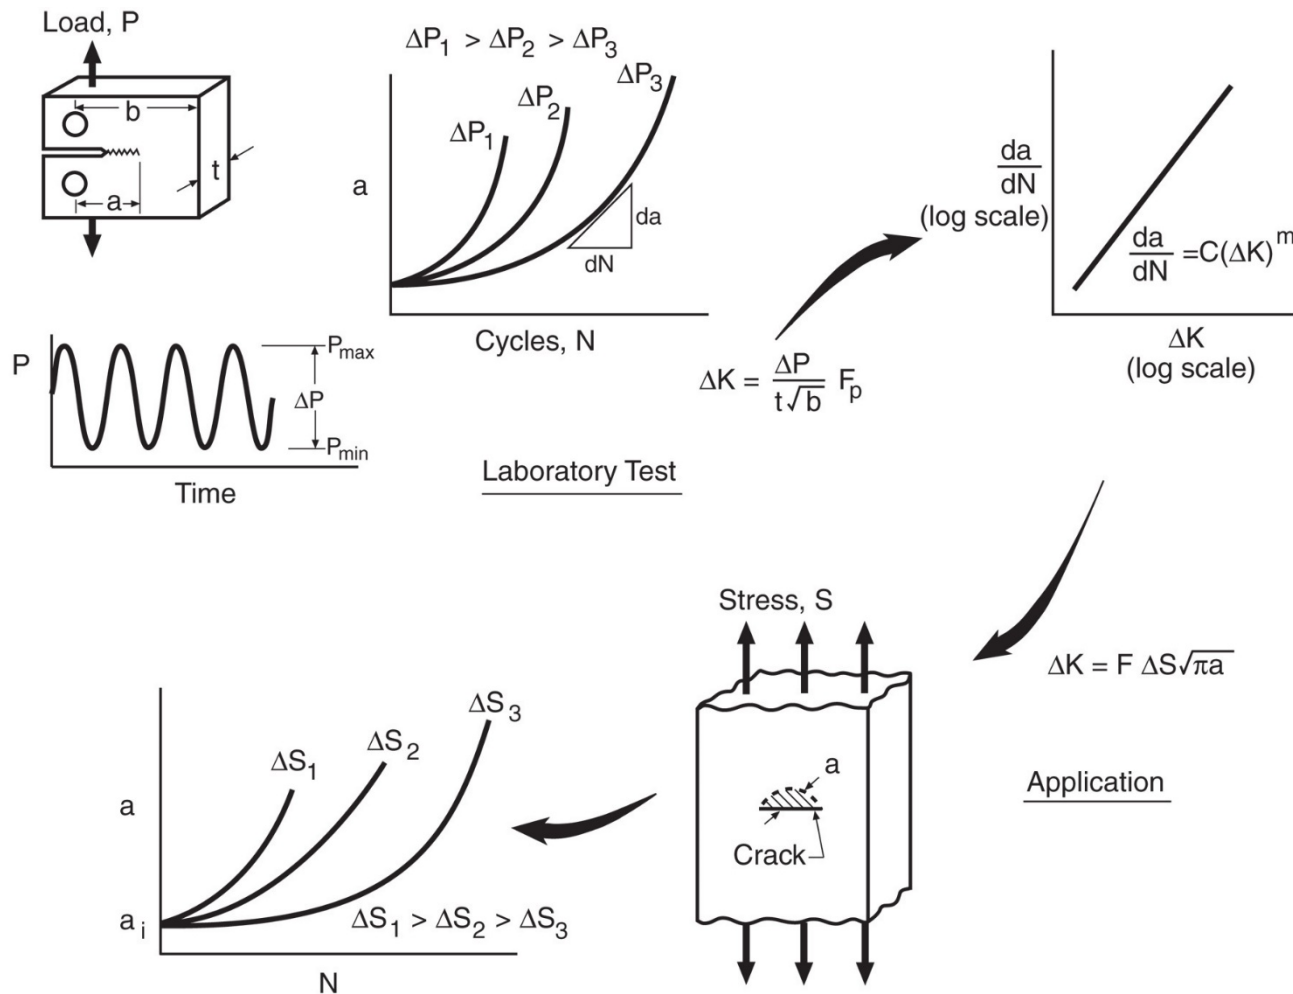 Load, P
b
t
a
ΔP₁ > ΔP₂ > ΔP₃
ΔP₁
ΔP₂
ΔP₃
a
da
dN
Cycles, N
P
Pmax
ΔP
Pmin
Time
ΔK = ΔP / t√b Fp
Laboratory Test
da/dN
(log scale)
da/dN =C(ΔK)^m
ΔK
(log scale)
ΔK = F ΔS√πa
Application
Stress, S
a
Crack
a
a i
ΔS₁
ΔS₂
ΔS₃
ΔS₁ > ΔS₂ > ΔS₃
N